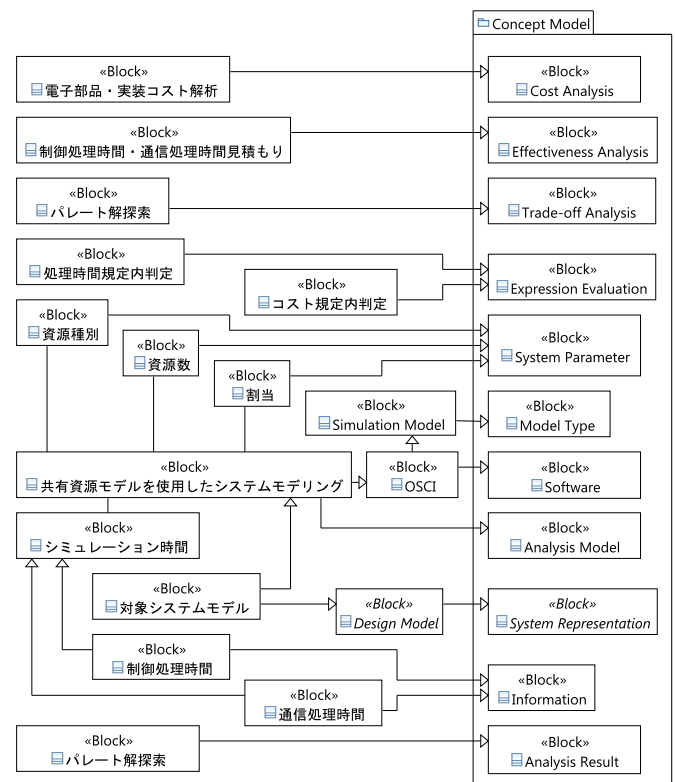 Concept Model
«Block»
電子部品・実装コスト解析
«Block»
Cost Analysis
«Block»
制御処理時間・通信処理時間見積もり
«Block»
Effectiveness Analysis
«Block»
パレート解探索
«Block»
Trade-off Analysis
«Block»
処理時間規定内判定
«Block»
コスト規定内判定
«Block»
Expression Evaluation
«Block»
資源種別
«Block»
資源数
«Block»
割当
«Block»
System Parameter
«Block»
Simulation Model
«Block»
Model Type
«Block»
共有資源モデルを使用したシステムモデリング
«Block»
OSCI
«Block»
Software
«Block»
シミュレーション時間
«Block»
Analysis Model
«Block»
対象システムモデル
«Block»
Design Model
«Block»
System Representation
«Block»
制御処理時間
«Block»
通信処理時間
«Block»
Information
«Block»
パレート解探索
«Block»
Analysis Result